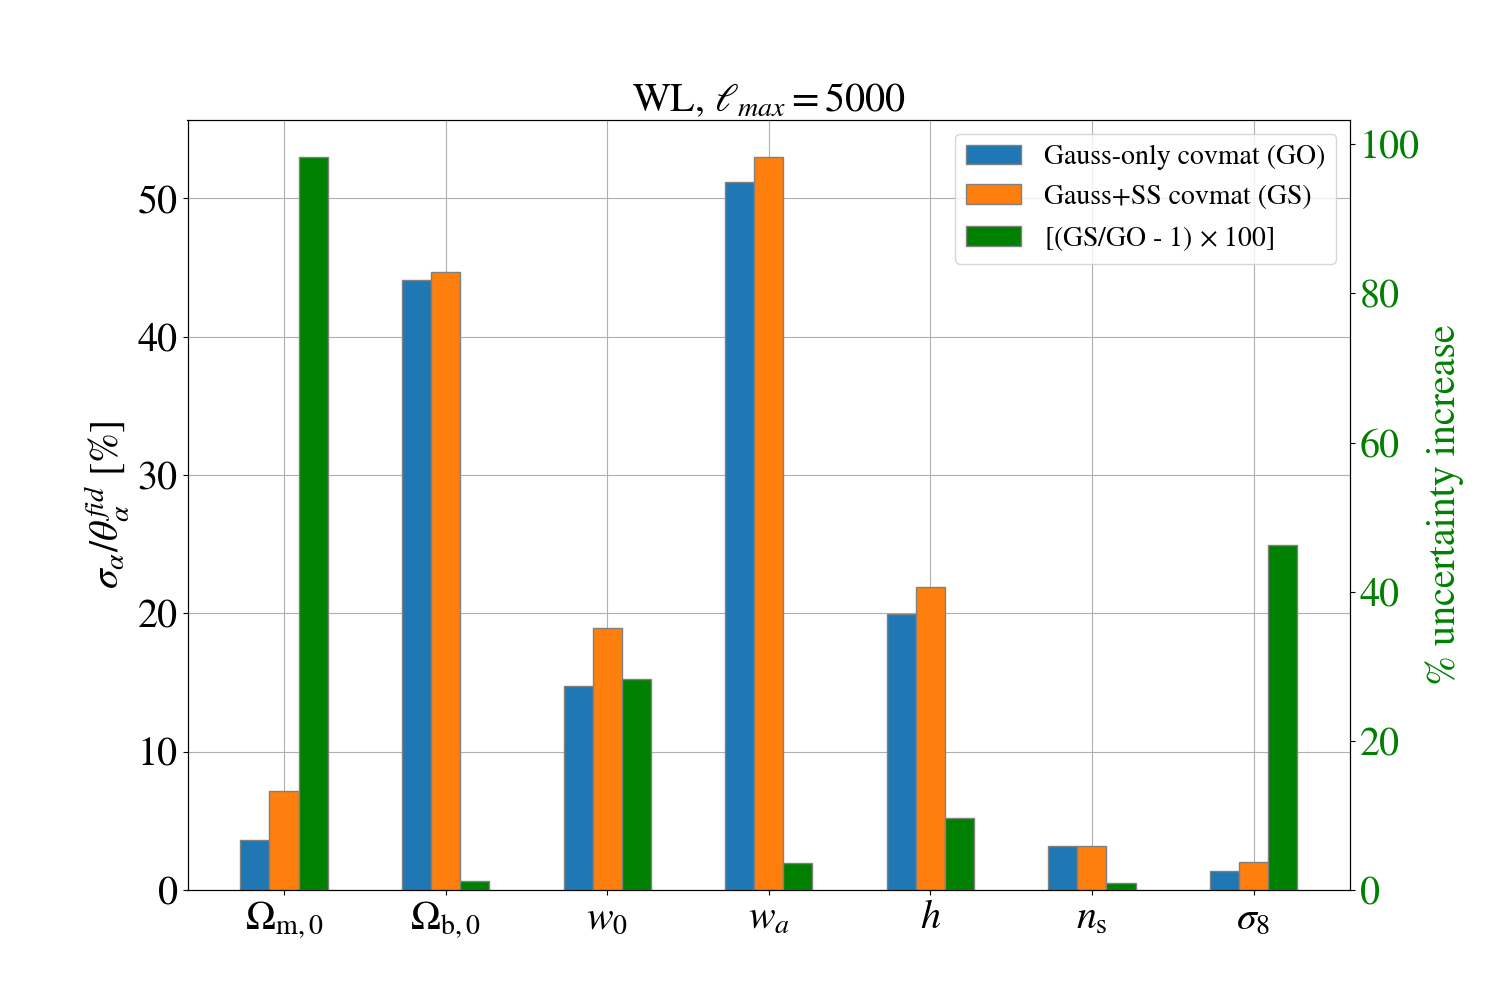 WL, ℓ_max = 5000
Gauss-only covmat (GO)
Gauss+SS covmat (GS)
[(GS/GO - 1) × 100]
σ_α/θ_α^fid [%]
50
40
30
20
10
0
100
80
60
40
20
0
% uncertainty increase
Ω_m,0 Ω_b,0 w_0 w_a h n_s σ_8